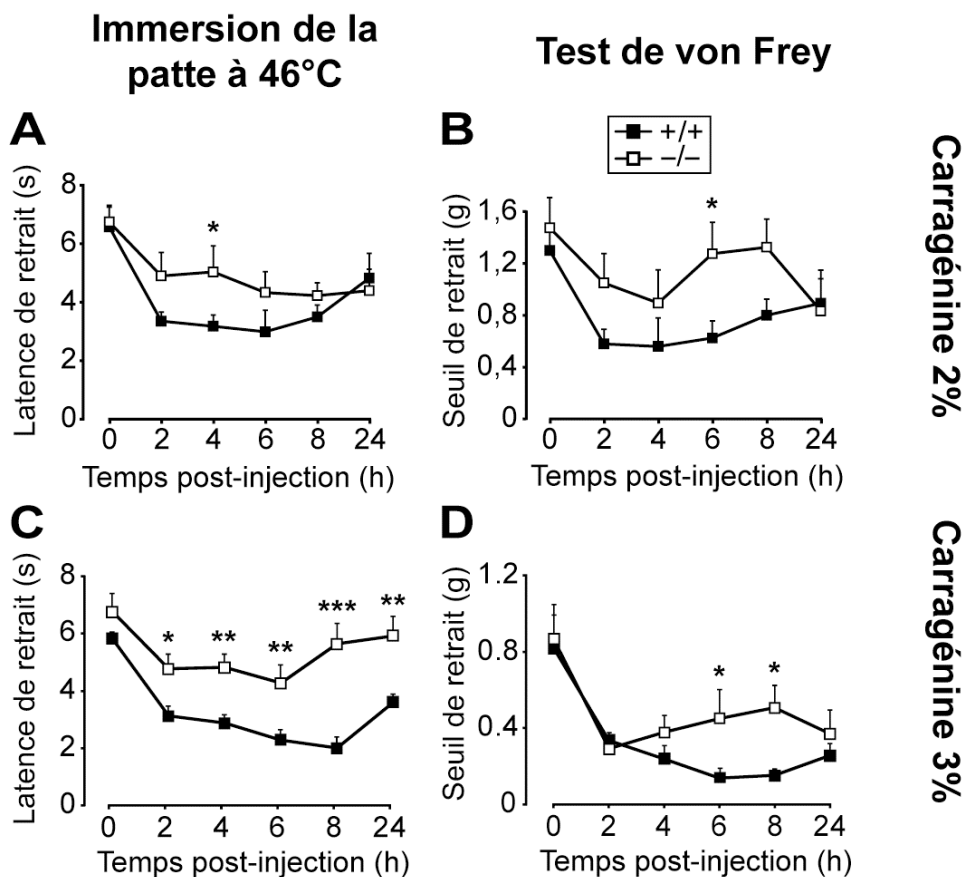 Immersion de la
patte à 46°C
Test de von Frey
A
Latence de retrait (s)
8
6
4
2
0
0 2 4 6 8 24
Temps post-injection (h)
B
+/+
−/−
Seuil de retrait (g)
1,6
1,2
0,8
0,4
0
*
0 2 4 6 8 24
Temps post-injection (h)
*
Carragénine 2%
C
Latence de retrait (s)
8
6
4
2
0
* ** ** *** **
0 2 4 6 8 24
Temps post-injection (h)
D
Seuil de retrait (g)
1.2
0.8
0.4
0
* *
0 2 4 6 8 24
Temps post-injection (h)
Carragénine 3%